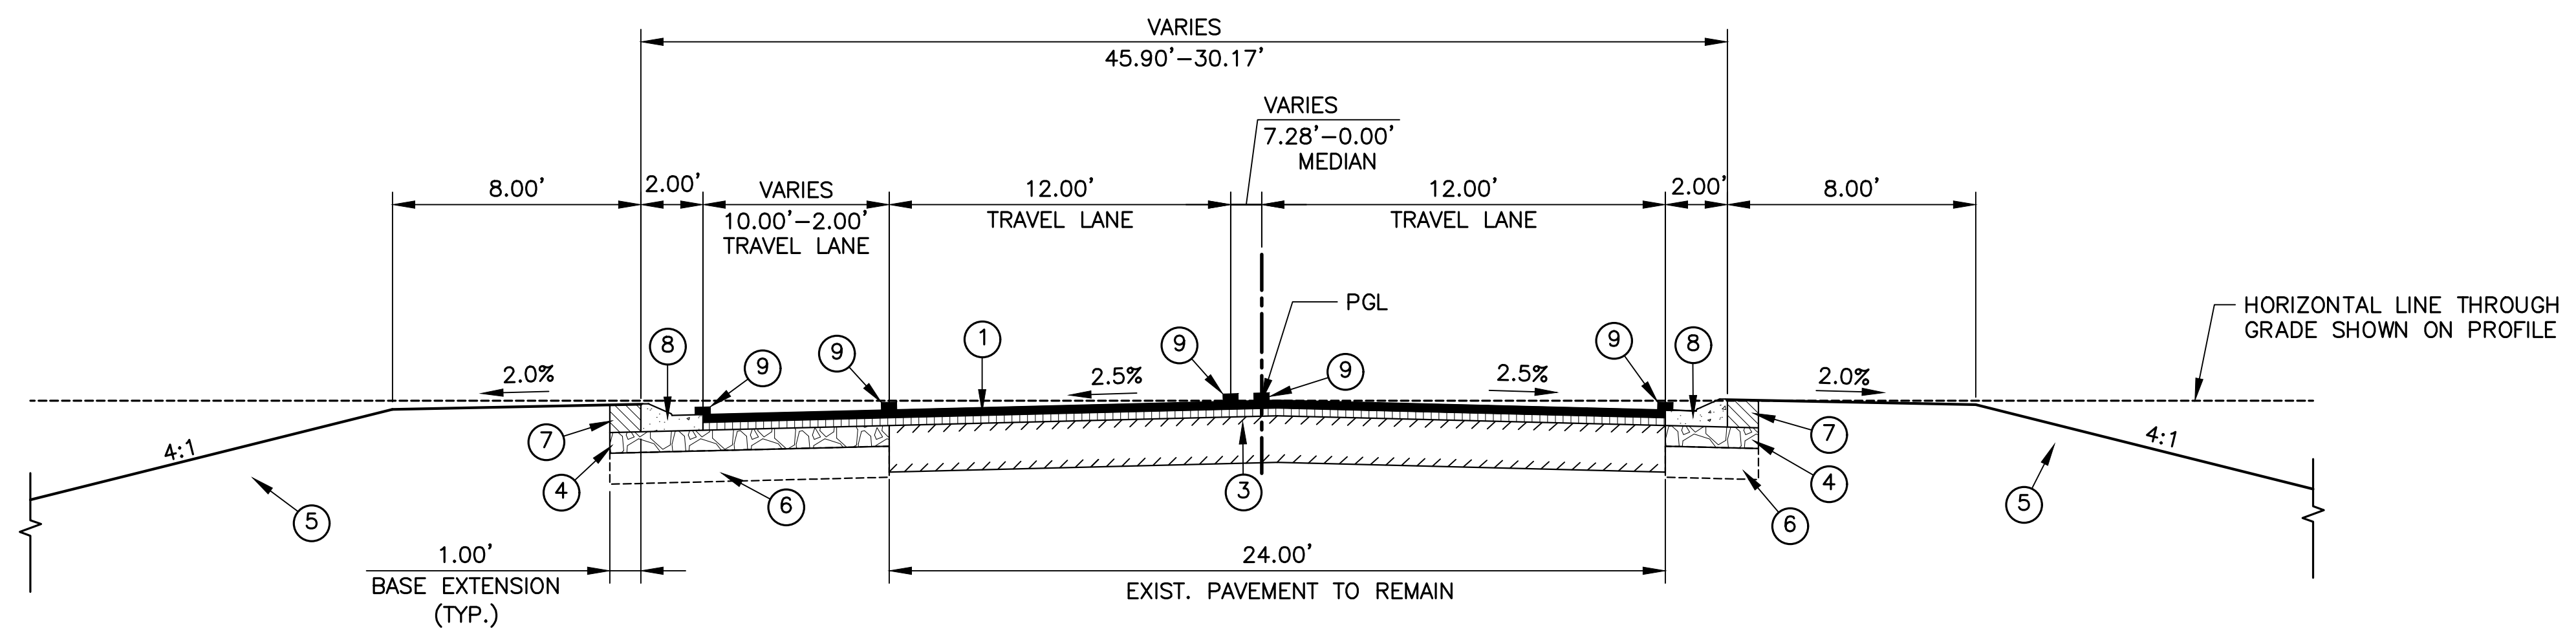 VARIES
45.90'-30.17'
VARIES
7.28'-0.00'
MEDIAN
8.00'
2.00'
VARIES
10.00'-2.00'
TRAVEL LANE
12.00'
TRAVEL LANE
12.00'
TRAVEL LANE
2.00'
8.00'
PGL
HORIZONTAL LINE THROUGH
GRADE SHOWN ON PROFILE
8
9
9
1
9
9
9
8
2.0%
2.5%
2.5%
2.0%
4:1
4:1
7
4
6
3
7
4
6
5
5
1.00'
BASE EXTENSION
(TYP.)
24.00'
EXIST. PAVEMENT TO REMAIN